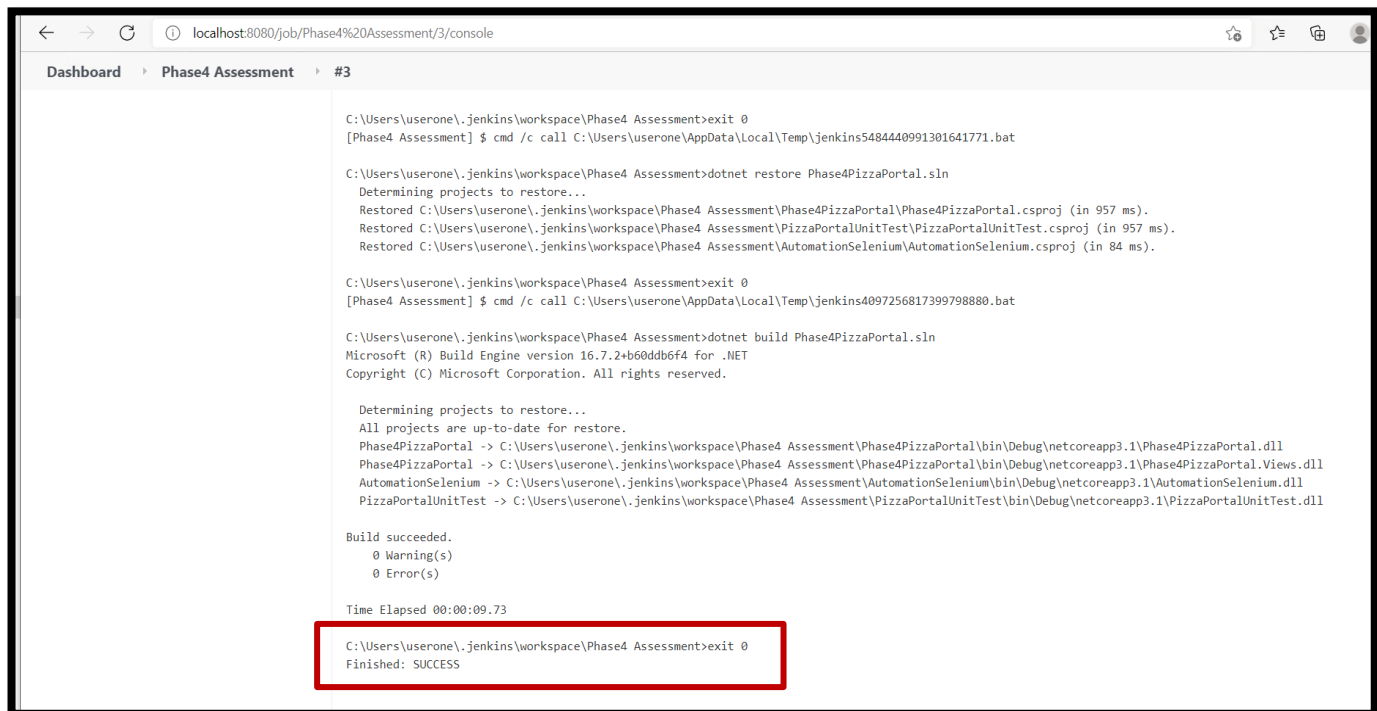 localhost:8080/job/Phase4%20Assessment/3/console
Dashboard Phase4 Assessment #3
C:\Users\userone\.jenkins\workspace\Phase4 Assessment>exit 0
[Phase4 Assessment] $ cmd /c call C:\Users\userone\AppData\Local\Temp\jenkins5484440991301641771.bat
C:\Users\userone\.jenkins\workspace\Phase4 Assessment>dotnet restore Phase4PizzaPortal.sln
Determining projects to restore...
Restored C:\Users\userone\.jenkins\workspace\Phase4 Assessment\Phase4PizzaPortal\Phase4PizzaPortal.csproj (in 957 ms).
Restored C:\Users\userone\.jenkins\workspace\Phase4 Assessment\PizzaPortalUnitTest\PizzaPortalUnitTest.csproj (in 957 ms).
Restored C:\Users\userone\.jenkins\workspace\Phase4 Assessment\AutomationSelenium\AutomationSelenium.csproj (in 84 ms).
C:\Users\userone\.jenkins\workspace\Phase4 Assessment>exit 0
[Phase4 Assessment] $ cmd /c call C:\Users\userone\AppData\Local\Temp\jenkins4097256817399798880.bat
C:\Users\userone\.jenkins\workspace\Phase4 Assessment>dotnet build Phase4PizzaPortal.sln
Microsoft (R) Build Engine version 16.7.2+b60ddb6f4 for .NET
Copyright (C) Microsoft Corporation. All rights reserved.
Determining projects to restore...
All projects are up-to-date for restore.
Phase4PizzaPortal -> C:\Users\userone\.jenkins\workspace\Phase4 Assessment\Phase4PizzaPortal\bin\Debug\netcoreapp3.1\Phase4PizzaPortal.dll
Phase4PizzaPortal -> C:\Users\userone\.jenkins\workspace\Phase4 Assessment\Phase4PizzaPortal\bin\Debug\netcoreapp3.1\Phase4PizzaPortal.Views.dll
AutomationSelenium -> C:\Users\userone\.jenkins\workspace\Phase4 Assessment\AutomationSelenium\bin\Debug\netcoreapp3.1\AutomationSelenium.dll
PizzaPortalUnitTest -> C:\Users\userone\.jenkins\workspace\Phase4 Assessment\PizzaPortalUnitTest\bin\Debug\netcoreapp3.1\PizzaPortalUnitTest.dll
Build succeeded.
0 Warning(s)
0 Error(s)
Time Elapsed 00:00:09.73
C:\Users\userone\.jenkins\workspace\Phase4 Assessment>exit 0
Finished: SUCCESS